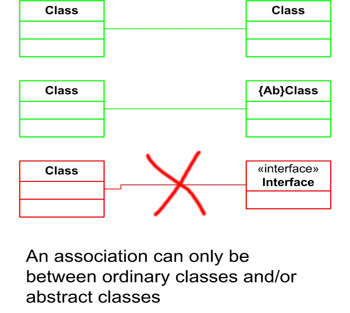 Class Class
Class {Ab}Class
«interface»
Class Interface
An association can only be
between ordinary classes and/or
abstract classes